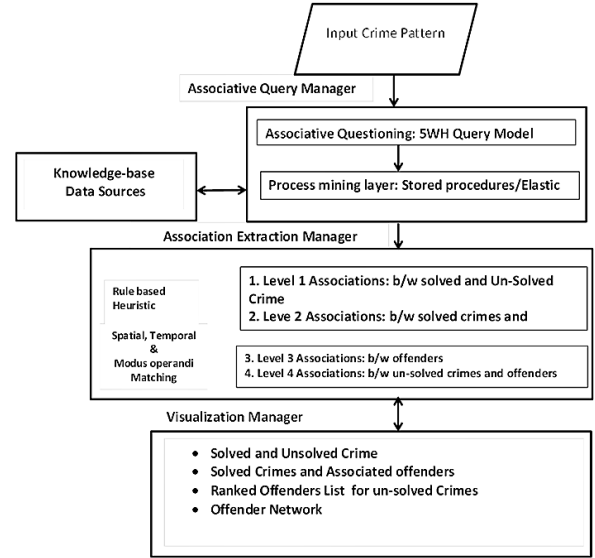 Input Crime Pattern
Associative Query Manager
Associative Questioning: 5WH Query Model
Knowledge-base
Data Sources
Process mining layer: Stored procedures/Elastic
Association Extraction Manager
Rule based
Heuristic
Spatial, Temporal
&
Modus operandi
Matching
1. Level 1 Associations: b/w solved and Un-Solved
Crime
2. Leve 2 Associations: b/w solved crimes and
3. Level 3 Associations: b/w offenders
4. Level 4 Associations: b/w un-solved crimes and offenders
Visualization Manager
• Solved and Unsolved Crime
• Solved Crimes and Associated offenders
• Ranked Offenders List for un-solved Crimes
• Offender Network